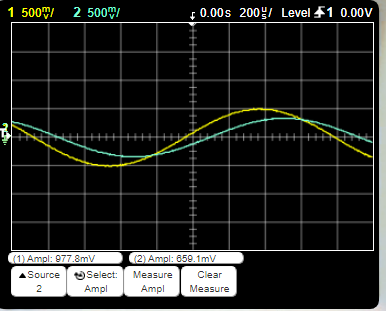 1 500mV/ 2 500mV/ 0.00s 200us/ Level 1 0.00V
(1) Ampl: 977.8mV (2) Ampl: 659.1mV
Source 2 Select: Ampl Measure Ampl Clear Measure